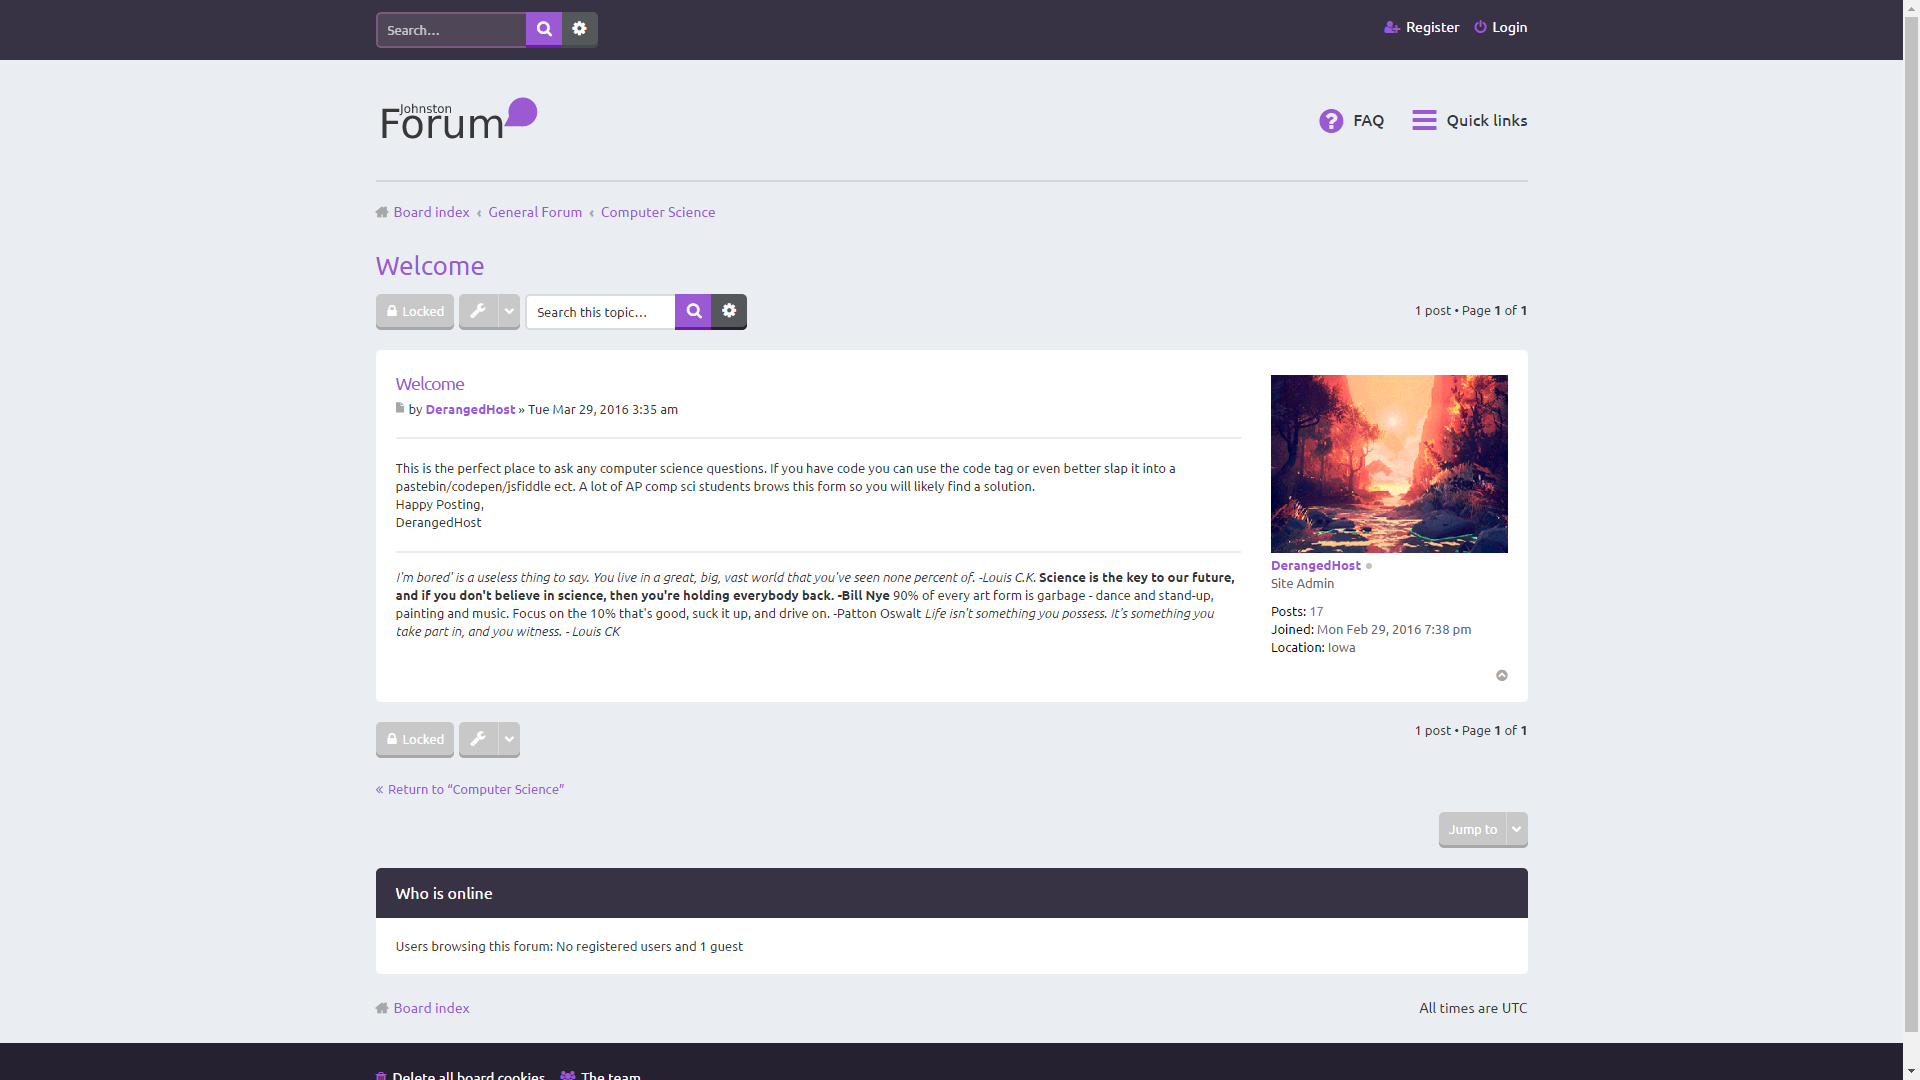 Search…
Register Login
Johnston
Forum
FAQ Quick links
Board index ‹ General Forum ‹ Computer Science
Welcome
Locked Search this topic… 1 post • Page 1 of 1
Welcome
by DerangedHost » Tue Mar 29, 2016 3:35 am
This is the perfect place to ask any computer science questions. If you have code you can use the code tag or even better slap it into a
pastebin/codepen/jsfiddle ect. A lot of AP comp sci students brows this form so you will likely find a solution.
Happy Posting,
DerangedHost
I'm bored' is a useless thing to say. You live in a great, big, vast world that you've seen none percent of. -Louis C.K. Science is the key to our future,
and if you don't believe in science, then you're holding everybody back. -Bill Nye 90% of every art form is garbage - dance and stand-up,
painting and music. Focus on the 10% that's good, suck it up, and drive on. -Patton Oswalt Life isn't something you possess. It's something you
take part in, and you witness. - Louis CK
DerangedHost
Site Admin
Posts: 17
Joined: Mon Feb 29, 2016 7:38 pm
Location: Iowa
Locked 1 post • Page 1 of 1
« Return to “Computer Science”
Jump to
Who is online
Users browsing this forum: No registered users and 1 guest
Board index All times are UTC
Delete all board cookies The team